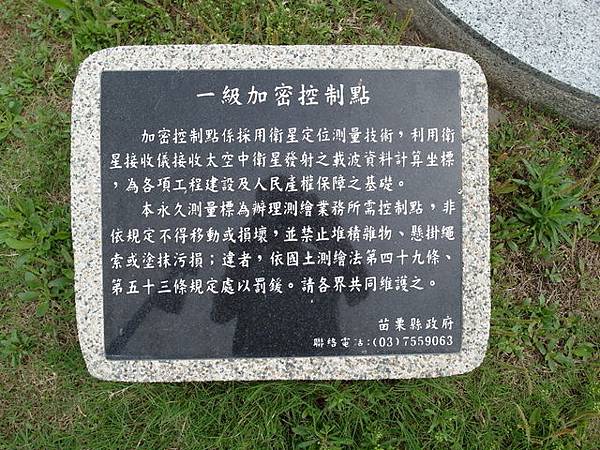 一級加密控制點
加密控制點係採用衛星定位測量技術，利用衛
星接收儀接收太空中衛星發射之載波資料計算坐標
，為各項工程建設及人民產權保障之基礎。
本永久測量標為辦理測繪業務所需控制點，非
依規定不得移動或損壞，並禁止堆積雜物、懸掛繩
索或塗抹污損；違者，依國土測繪法第四十九條、
第五十三條規定處以罰鍰。請各界共同維護之。
苗栗縣政府
聯絡電話:(03)7559063